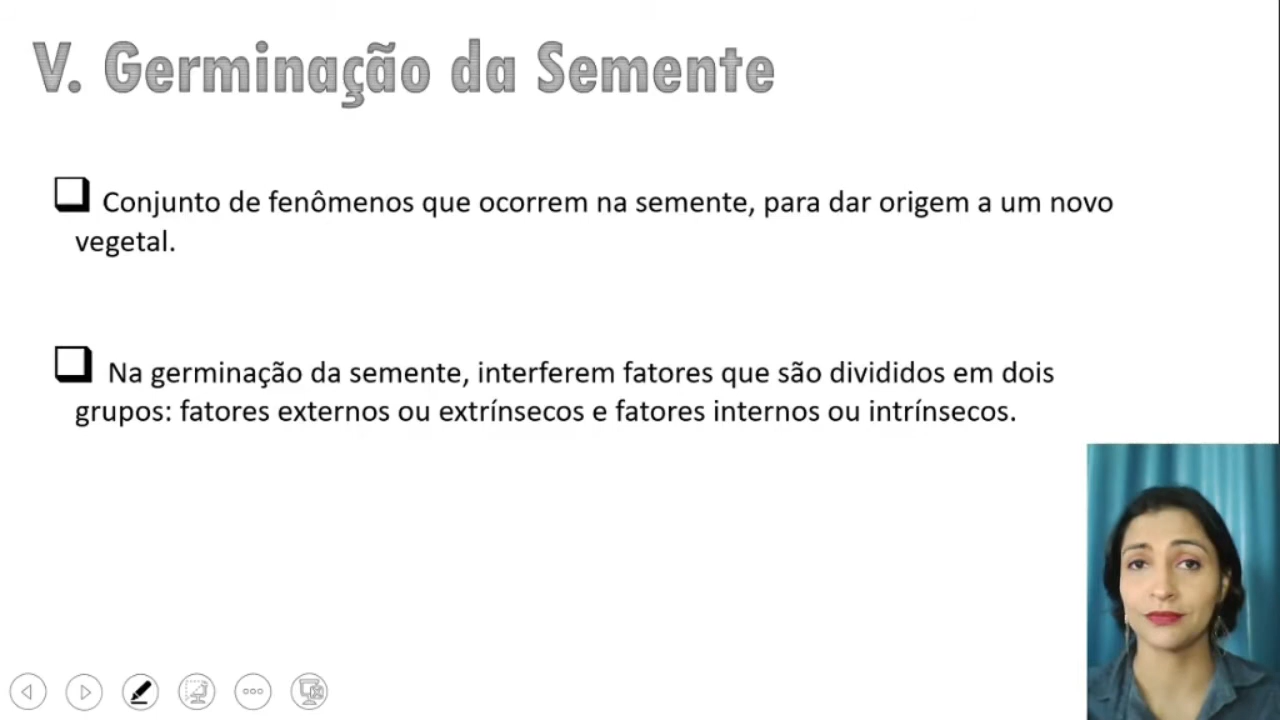 V. Germinação da Semente
Conjunto de fenômenos que ocorrem na semente, para dar origem a um novo
vegetal.
Na germinação da semente, interferem fatores que são divididos em dois
grupos: fatores externos ou extrínsecos e fatores internos ou intrínsecos.